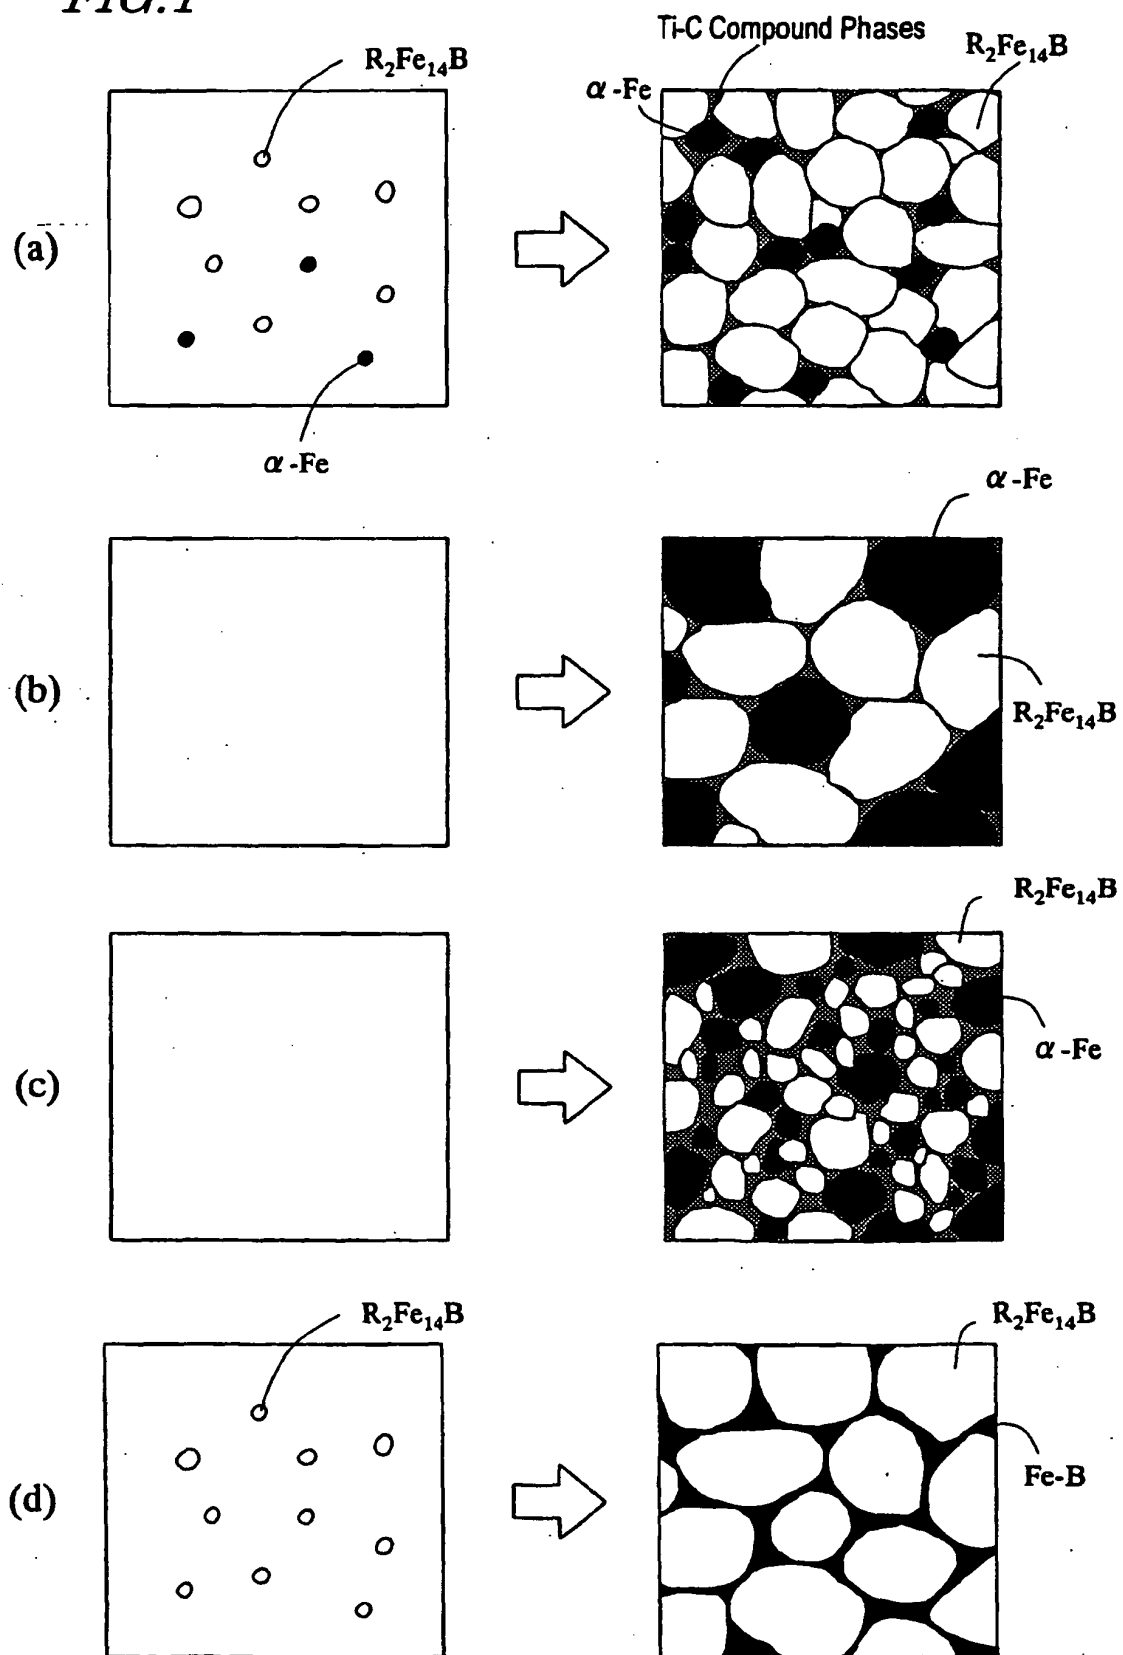 FIG.1
Ti-C Compound Phases
R₂Fe₁₄B
R₂Fe₁₄B
α-Fe
(a)
α-Fe
α-Fe
(b)
R₂Fe₁₄B
R₂Fe₁₄B
(c)
α-Fe
R₂Fe₁₄B
R₂Fe₁₄B
(d)
Fe-B